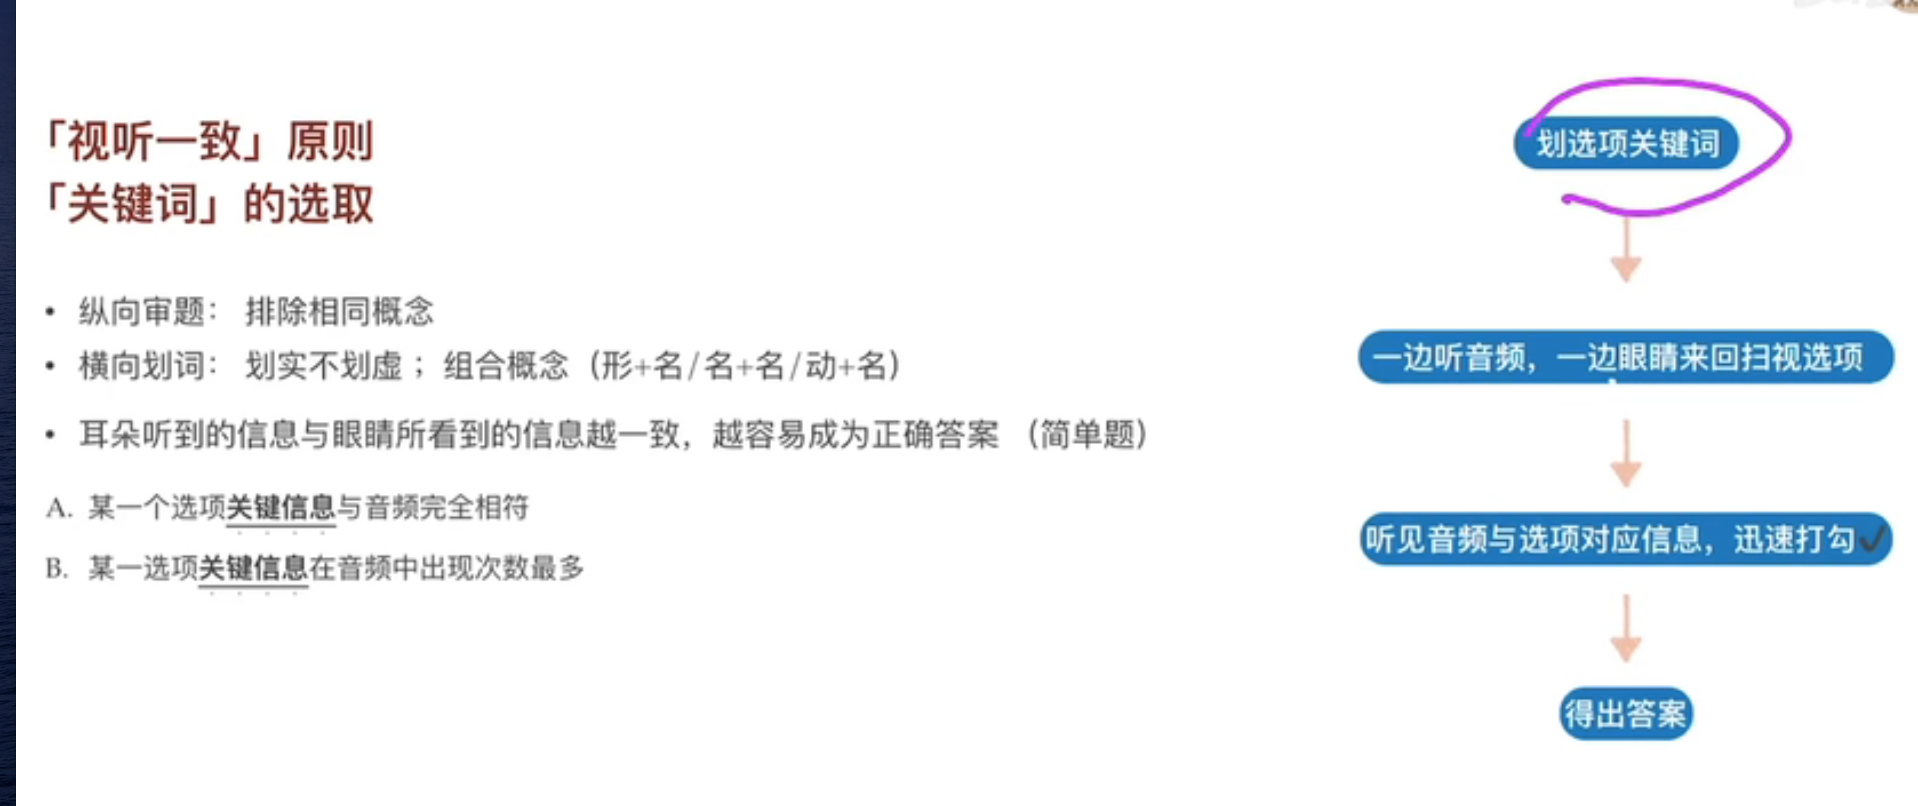 「视听一致」原则
「关键词」的选取
• 纵向审题： 排除相同概念
• 横向划词： 划实不划虚；组合概念（形+名/名+名/动+名）
• 耳朵听到的信息与眼睛所看到的信息越一致，越容易成为正确答案 （简单题）
A. 某一个选项关键信息与音频完全相符
B. 某一选项关键信息在音频中出现次数最多
划选项关键词
一边听音频，一边眼睛来回扫视选项
听见音频与选项对应信息，迅速打勾✓
得出答案